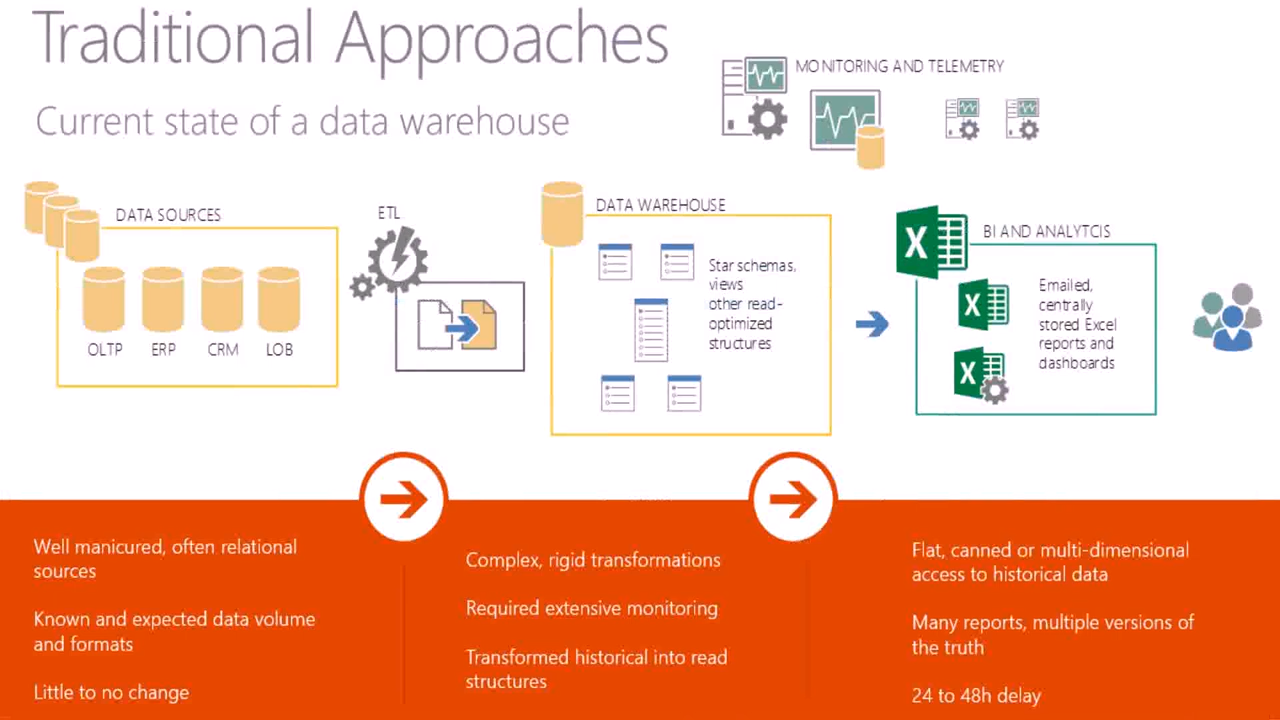 Traditional Approaches
Current state of a data warehouse
MONITORING AND TELEMETRY
DATA SOURCES
OLTP
ERP
CRM
LOB
ETL
DATA WAREHOUSE
Star schemas,
views
other read-
optimized
structures
BI AND ANALYTCIS
Emailed,
centrally
stored Excel
reports and
dashboards
Well manicured, often relational
sources
Known and expected data volume
and formats
Little to no change
Complex, rigid transformations
Required extensive monitoring
Transformed historical into read
structures
Flat, canned or multi-dimensional
access to historical data
Many reports, multiple versions of
the truth
24 to 48h delay